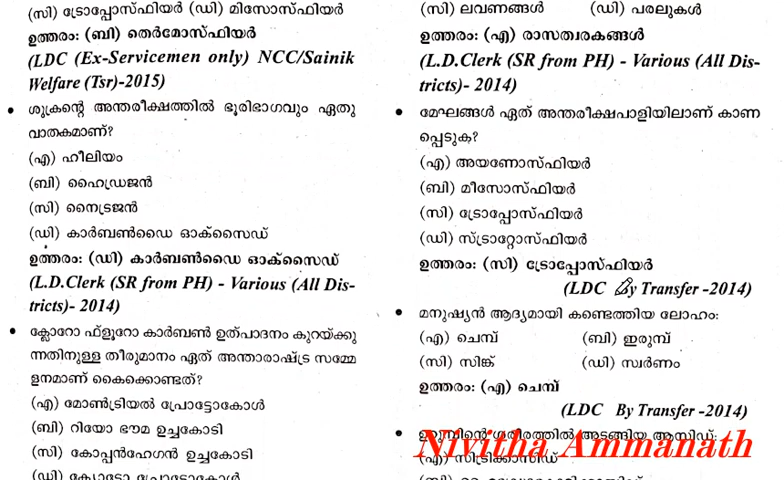 (സി) ട്രോപ്പോസ്ഫിയർ (ഡി) മിസോസ്ഫിയർ
ഉത്തരം: (ബി) തെർമോസ്ഫിയർ
(LDC (Ex-Servicemen only) NCC/Sainik
Welfare (Tsr)-2015)
• ശുക്രന്റെ അന്തരീക്ഷത്തിൽ ഭൂരിഭാഗവും ഏതു
വാതകമാണ്?
(എ) ഹീലിയം
(ബി) ഹൈഡ്രജൻ
(സി) നൈട്രജൻ
(ഡി) കാർബൺഡൈ ഓക്സൈഡ്
ഉത്തരം: (ഡി) കാർബൺഡൈ ഓക്സൈഡ്
(L.D.Clerk (SR from PH) - Various (All Dis-
tricts)- 2014)
• ക്ലോറോ ഫ്ളൂറോ കാർബൺ ഉത്പാദനം കുറയ്ക്കു
ന്നതിനുള്ള തീരുമാനം ഏത് അന്താരാഷ്ട്ര സമ്മേ
ളനമാണ് കൈക്കൊണ്ടത്?
(എ) മോൺട്രിയൽ പ്രോട്ടോകോൾ
(ബി) റിയോ ഭൗമ ഉച്ചകോടി
(സി) കോപ്പൻഹേഗൻ ഉച്ചകോടി
(ഡി) ക്യോട്ടോ പ്രോട്ടോകോൾ
(സി) ലവണങ്ങൾ (ഡി) പരലുകൾ
ഉത്തരം: (എ) രാസത്വരകങ്ങൾ
(L.D.Clerk (SR from PH) - Various (All Dis-
tricts)- 2014)
• മേഘങ്ങൾ ഏത് അന്തരീക്ഷപാളിയിലാണ് കാണ
പ്പെടുക?
(എ) അയണോസ്ഫിയർ
(ബി) മീസോസ്ഫിയർ
(സി) ട്രോപ്പോസ്ഫിയർ
(ഡി) സ്ട്രാറ്റോസ്ഫിയർ
ഉത്തരം: (സി) ട്രോപ്പോസ്ഫിയർ
(LDC By Transfer -2014)
• മനുഷ്യൻ ആദ്യമായി കണ്ടെത്തിയ ലോഹം:
(എ) ചെമ്പ് (ബി) ഇരുമ്പ്
(സി) സിങ്ക് (ഡി) സ്വർണം
ഉത്തരം: (എ) ചെമ്പ്
(LDC By Transfer -2014)
• ഉറുമ്പിന്റെ ശരീരത്തിൽ അടങ്ങിയ ആസിഡ്:
Nivitha Ammanath
(എ) സിട്രിക്കാസിഡ്